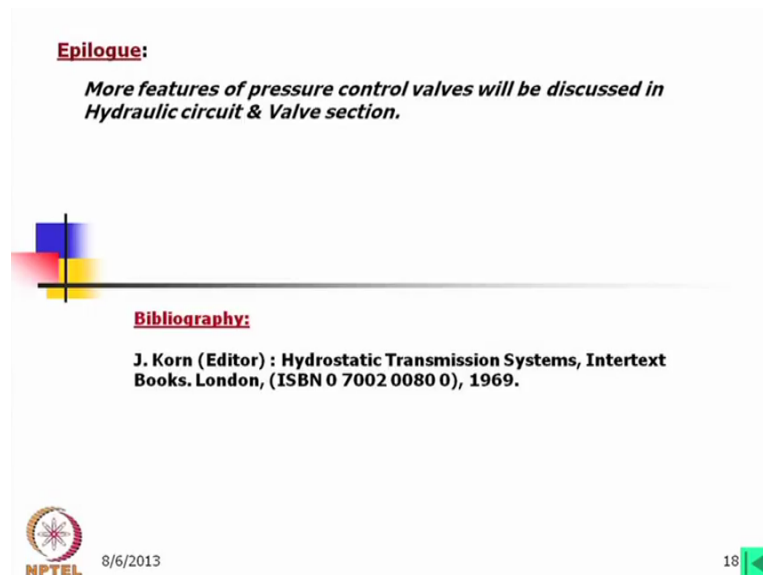 Epilogue:
More features of pressure control valves will be discussed in
Hydraulic circuit & Valve section.
Bibliography:
J. Korn (Editor) : Hydrostatic Transmission Systems, Intertext
Books. London, (ISBN 0 7002 0080 0), 1969.
NPTEL
8/6/2013
18